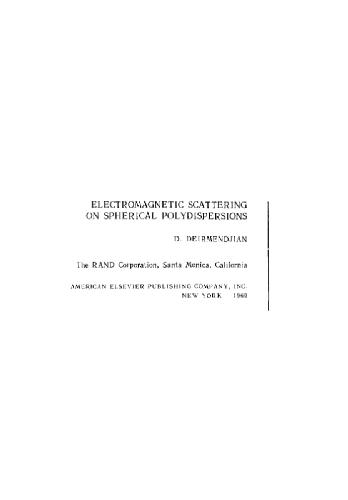 ELECTROMAGNETIC SCATTERING
ON SPHERICAL POLYDISPERSIONS
D. DEIRMENDJIAN
The RAND Corporation, Santa Monica, California
AMERICAN ELSEVIER PUBLISHING COMPANY, INC.
NEW YORK 1969